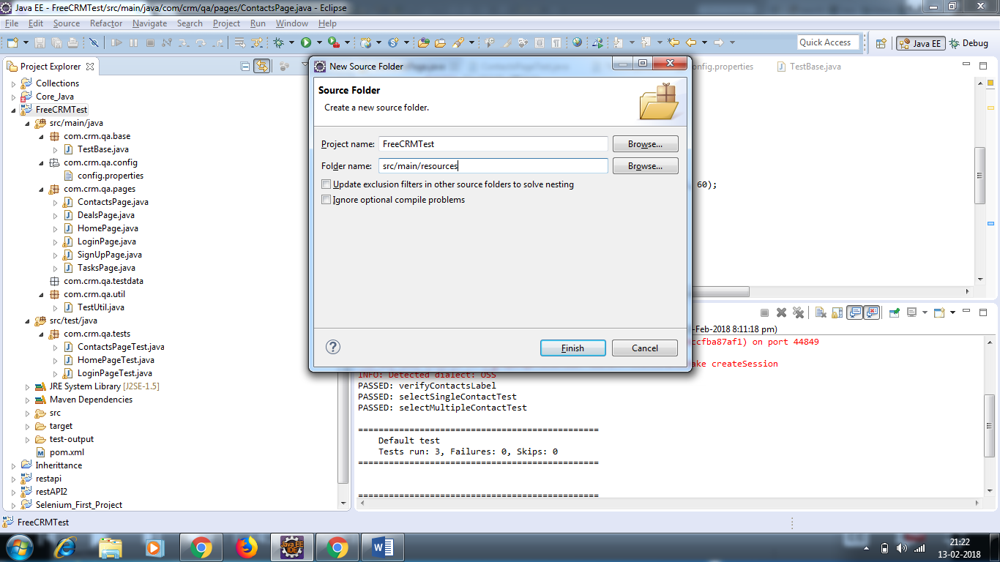 Java EE - FreeCRMTest/src/main/java/com/crm/qa/pages/ContactsPage.java - Eclipse
File Edit Source Refactor Navigate Search Project Run Window Help
Quick Access
Java EE
Debug
Project Explorer
Collections
Core_Java
FreeCRMTest
src/main/java
com.crm.qa.base
TestBase.java
com.crm.qa.config
config.properties
com.crm.qa.pages
ContactsPage.java
DealsPage.java
HomePage.java
LoginPage.java
SignUpPage.java
TasksPage.java
com.crm.qa.testdata
com.crm.qa.util
TestUtil.java
src/test/java
com.crm.qa.tests
ContactsPageTest.java
HomePageTest.java
LoginPageTest.java
JRE System Library [J2SE-1.5]
Maven Dependencies
src
target
test-output
pom.xml
Inherittance
restapi
restAPI2
Selenium_First_Project
New Source Folder
Source Folder
Create a new source folder.
Project name: FreeCRMTest Browse...
Folder name: src/main/resources Browse...
Update exclusion filters in other source folders to solve nesting
Ignore optional compile problems
Finish Cancel
onfig.properties
TestBase.java
60);
-Feb-2018 8:11:18 pm)
ccfba87af1) on port 44849
ake createSession
INFO: Detected dialect: OSS
PASSED: verifyContactsLabel
PASSED: selectSingleContactTest
PASSED: selectMultipleContactTest
===============================================
Default test
Tests run: 3, Failures: 0, Skips: 0
===============================================
===============================================
FreeCRMTest
21:22
13-02-2018